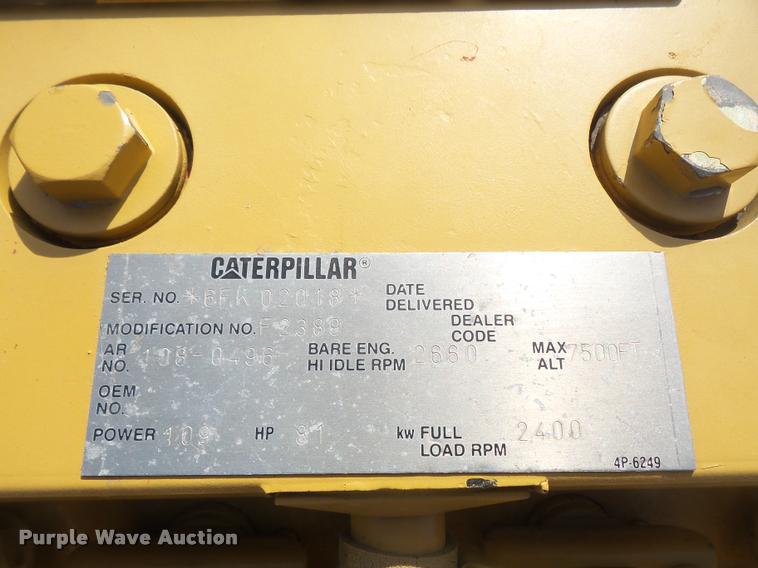 CATERPILLAR®
SER. NO. *6FK02018* DATE DELIVERED
MODIFICATION NO. F2389 DEALER CODE
AR NO. 108-0496 BARE ENG. HI IDLE RPM 2660 MAX ALT 7500FT
OEM NO.
POWER 109 HP 81 kw FULL LOAD RPM 2400
4P-6249
Purple Wave Auction